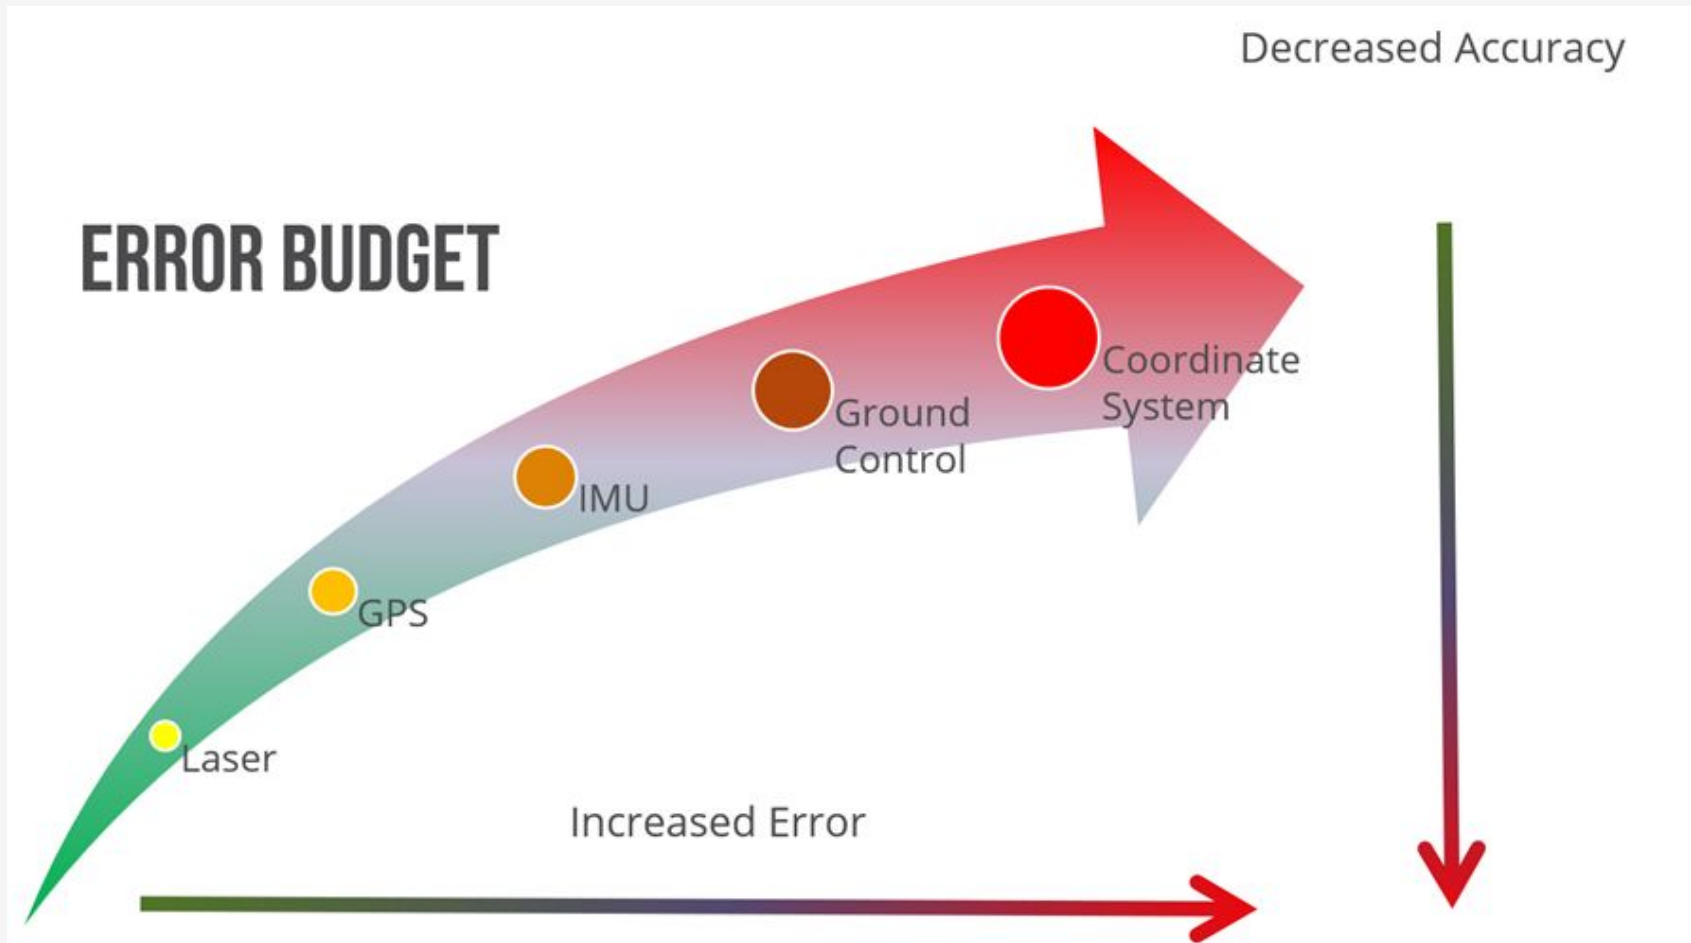 Decreased Accuracy
ERROR BUDGET
Coordinate
System
Ground
Control
IMU
GPS
Laser
Increased Error